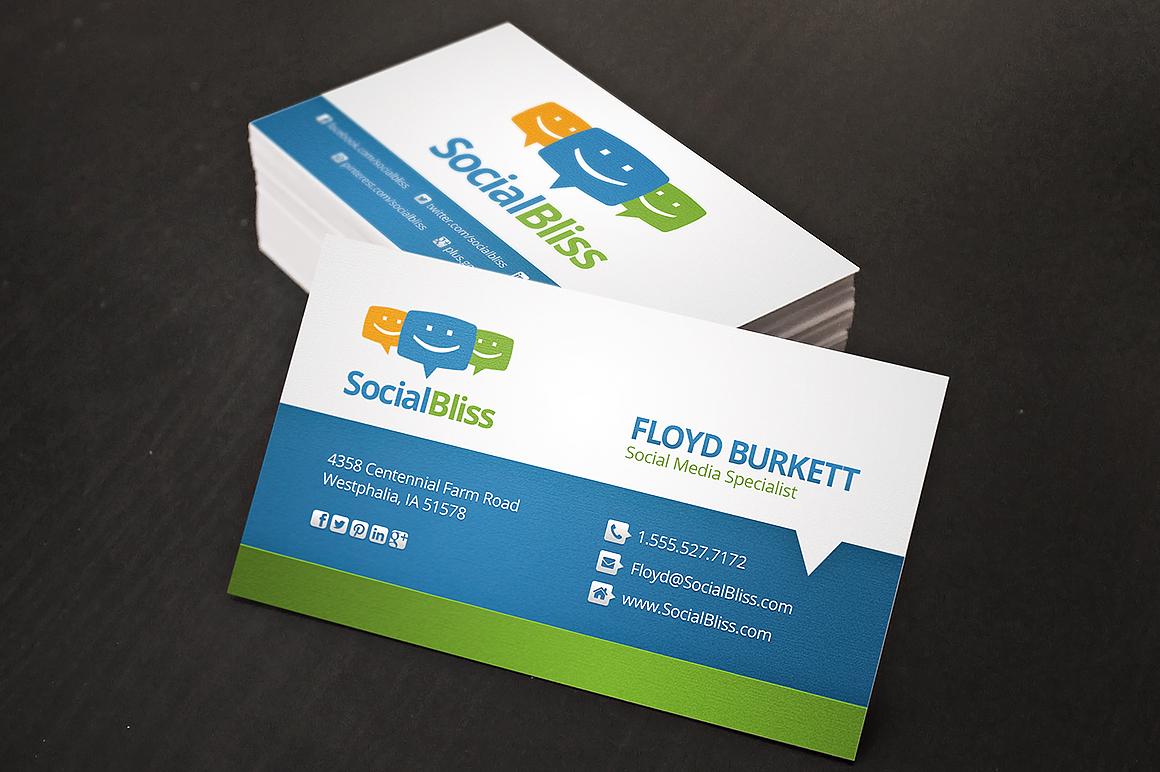 facebook.com/socialbliss
pinterest.com/socialbliss
twitter.com/socialbliss
SocialBliss
SocialBliss
FLOYD BURKETT
Social Media Specialist
4358 Centennial Farm Road
Westphalia, IA 51578
1.555.527.7172
Floyd@SocialBliss.com
www.SocialBliss.com